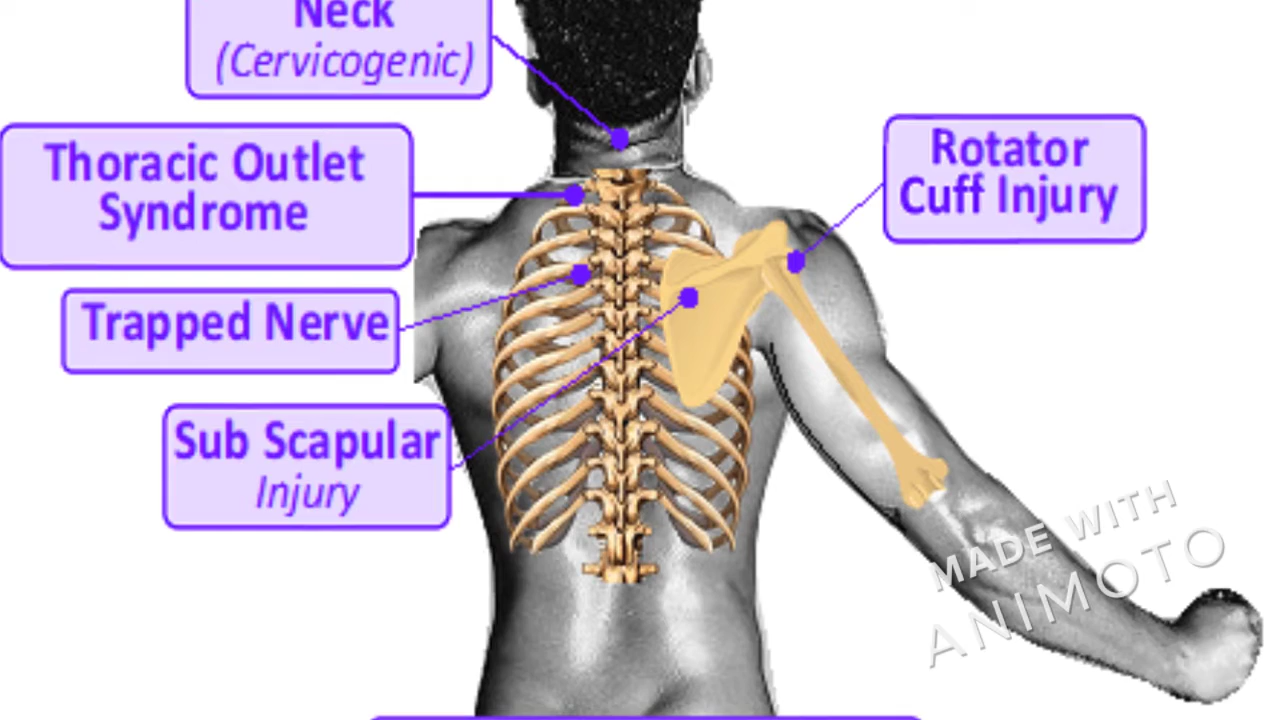 Neck
(Cervicogenic)
Thoracic Outlet
Syndrome
Trapped Nerve
Sub Scapular
Injury
Rotator
Cuff Injury
MADE WITH
ANIMOTO